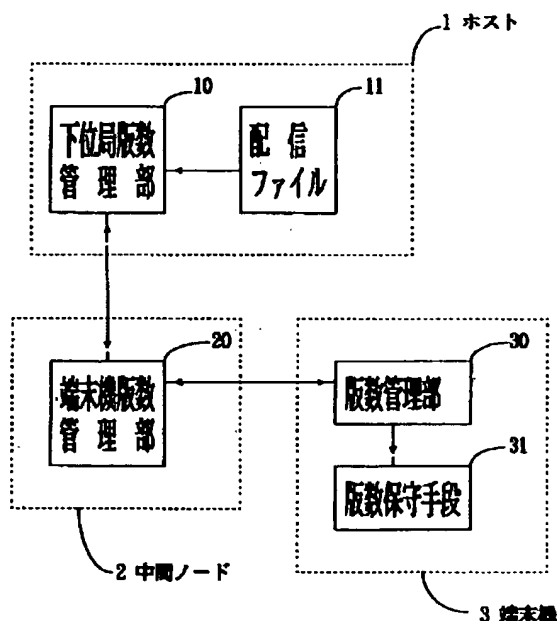 1 ホスト
10
11
下位局版数
管理部
配信
ファイル
20
端末機版数
管理部
30
版数管理部
31
版数保守手段
2 中間ノード
3 端末機